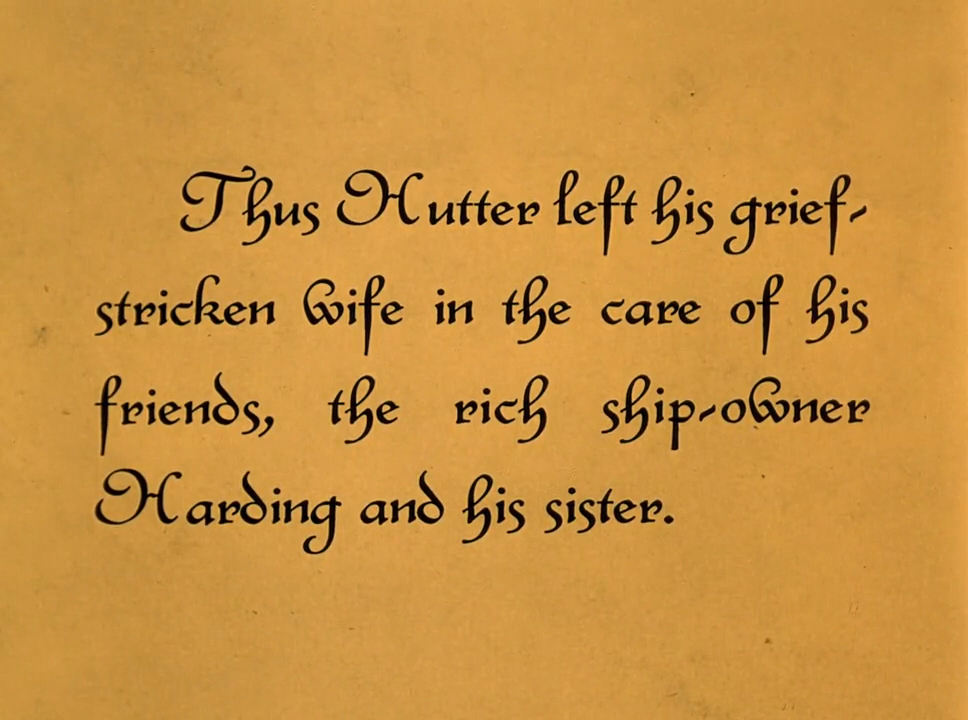 Thus Hutter left his grief-
stricken wife in the care of his
friends, the rich ship-owner
Harding and his sister.